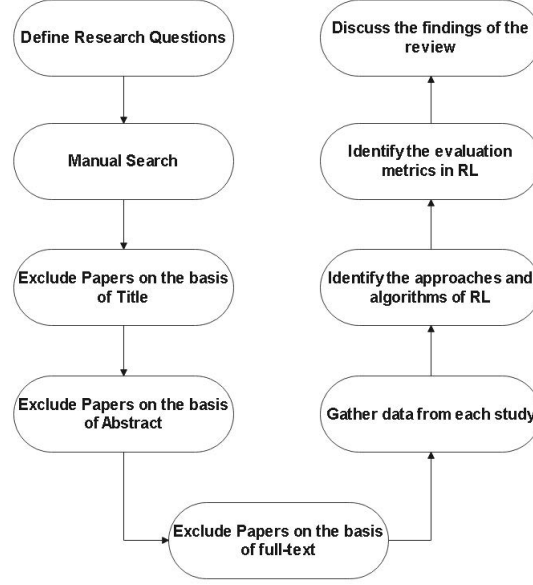 Define Research Questions
Manual Search
Exclude Papers on the basis
of Title
Exclude Papers on the basis
of Abstract
Exclude Papers on the basis
of full-text
Gather data from each study
Identify the approaches and
algorithms of RL
Identify the evaluation
metrics in RL
Discuss the findings of the
review